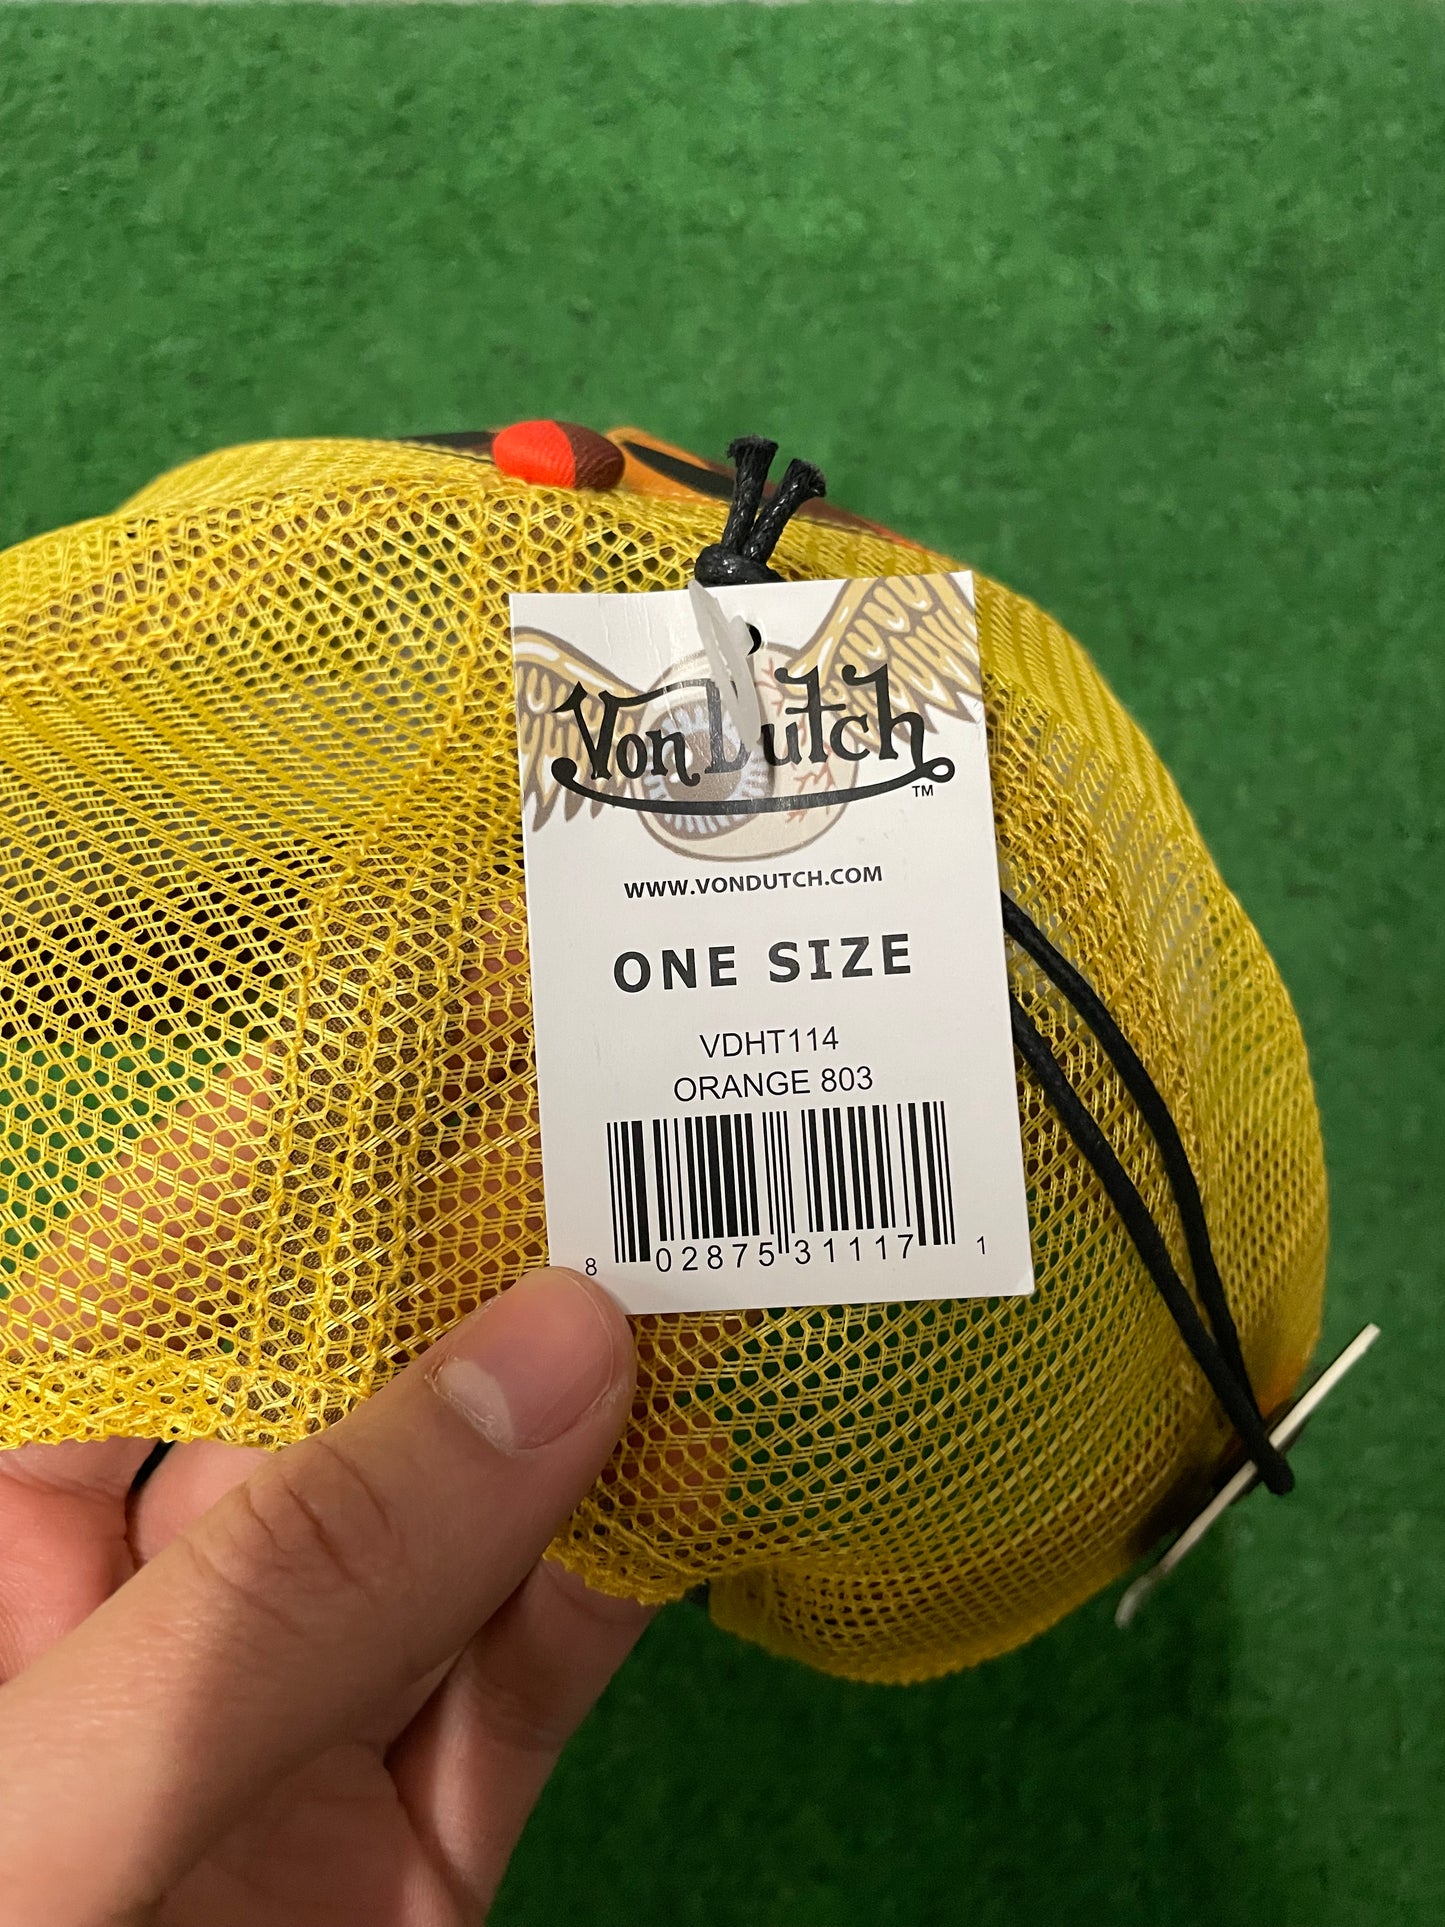 Von Dutch
TM
WWW.VONDUTCH.COM
ONE SIZE
VDHT114
ORANGE 803
8 02875 31117 1